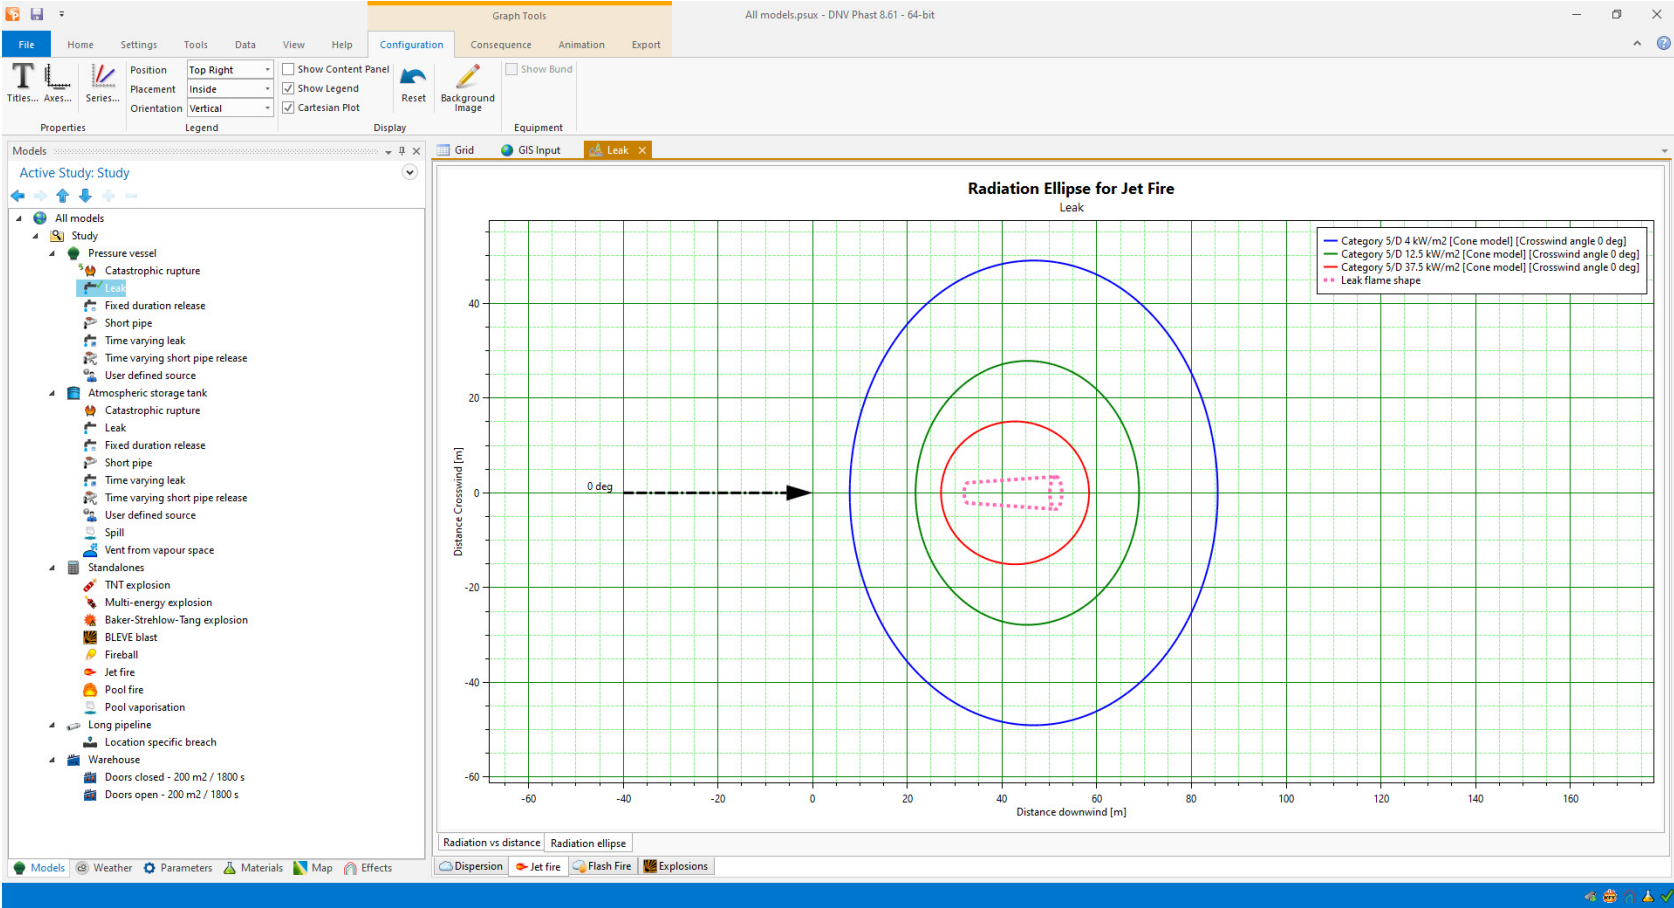 Graph Tools
All models.psux - DNV Phast 8.61 - 64-bit
File Home Settings Tools Data View Help Configuration Consequence Animation Export
Titles... Axes... Series...
Properties
Position Top Right
Placement Inside
Orientation Vertical
Legend
Show Content Panel
Show Legend
Cartesian Plot
Reset
Background
Image
Display
Show Bund
Equipment
Models
Active Study: Study
All models
Study
Pressure vessel
Catastrophic rupture
Leak
Fixed duration release
Short pipe
Time varying leak
Time varying short pipe release
User defined source
Atmospheric storage tank
Catastrophic rupture
Leak
Fixed duration release
Short pipe
Time varying leak
Time varying short pipe release
User defined source
Spill
Vent from vapour space
Standalones
TNT explosion
Multi-energy explosion
Baker-Strehlow-Tang explosion
BLEVE blast
Fireball
Jet fire
Pool fire
Pool vaporisation
Long pipeline
Location specific breach
Warehouse
Doors closed - 200 m2 / 1800 s
Doors open - 200 m2 / 1800 s
Models Weather Parameters Materials Map Effects
Grid GIS Input Leak
Radiation Ellipse for Jet Fire
Leak
Category 5/D 4 kW/m2 [Cone model] [Crosswind angle 0 deg]
Category 5/D 12.5 kW/m2 [Cone model] [Crosswind angle 0 deg]
Category 5/D 37.5 kW/m2 [Cone model] [Crosswind angle 0 deg]
Leak flame shape
Distance Crosswind [m]
40
20
0
-20
-40
-60
0 deg
-60 -40 -20 0 20 40 60 80 100 120 140 160
Distance downwind [m]
Radiation vs distance Radiation ellipse
Dispersion Jet fire Flash Fire Explosions